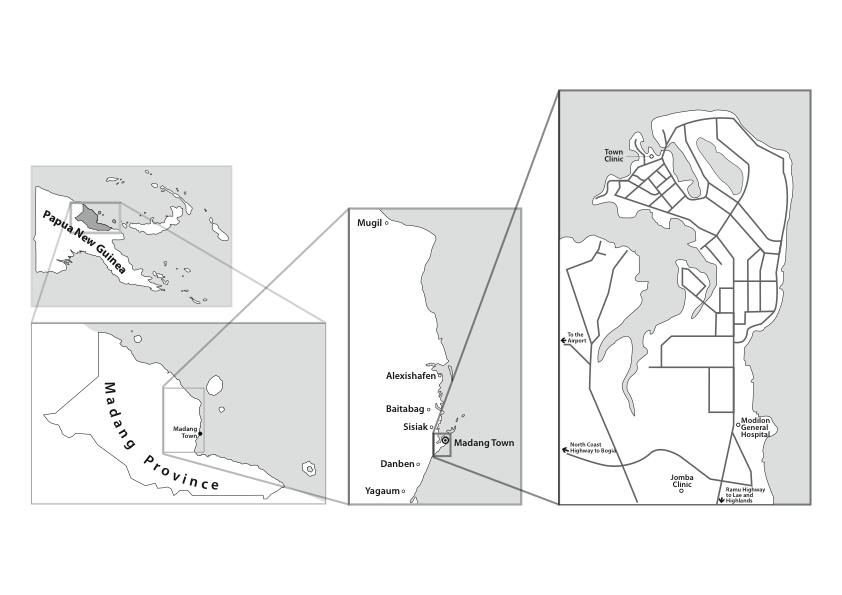 Papua New Guinea
Madang Province
Madang
Town
Mugil
Alexishafen
Baitabag
Sisiak
Madang Town
Danben
Yagaum
Town
Clinic
To the
Airport
North Coast
Highway to Bogia
Modilon
General
Hospital
Jomba
Clinic
Ramu Highway
to Lae and
Highlands